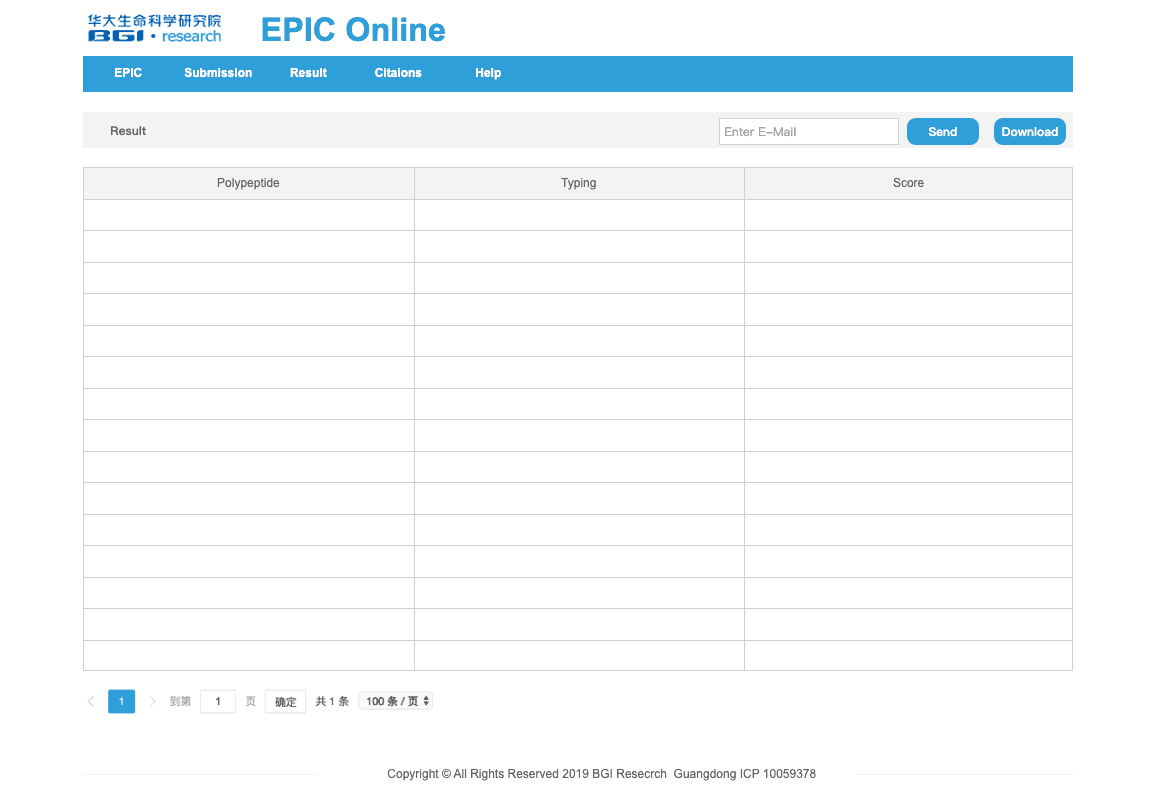 华大生命科学研究院
BGI · research
EPIC Online
EPIC Submission Result Citaions Help
Result Enter E-Mail Send Download
Polypeptide Typing Score
1 到第 1 页 确定 共 1 条 100 条 / 页
Copyright © All Rights Reserved 2019 BGI Resecrch Guangdong ICP 10059378